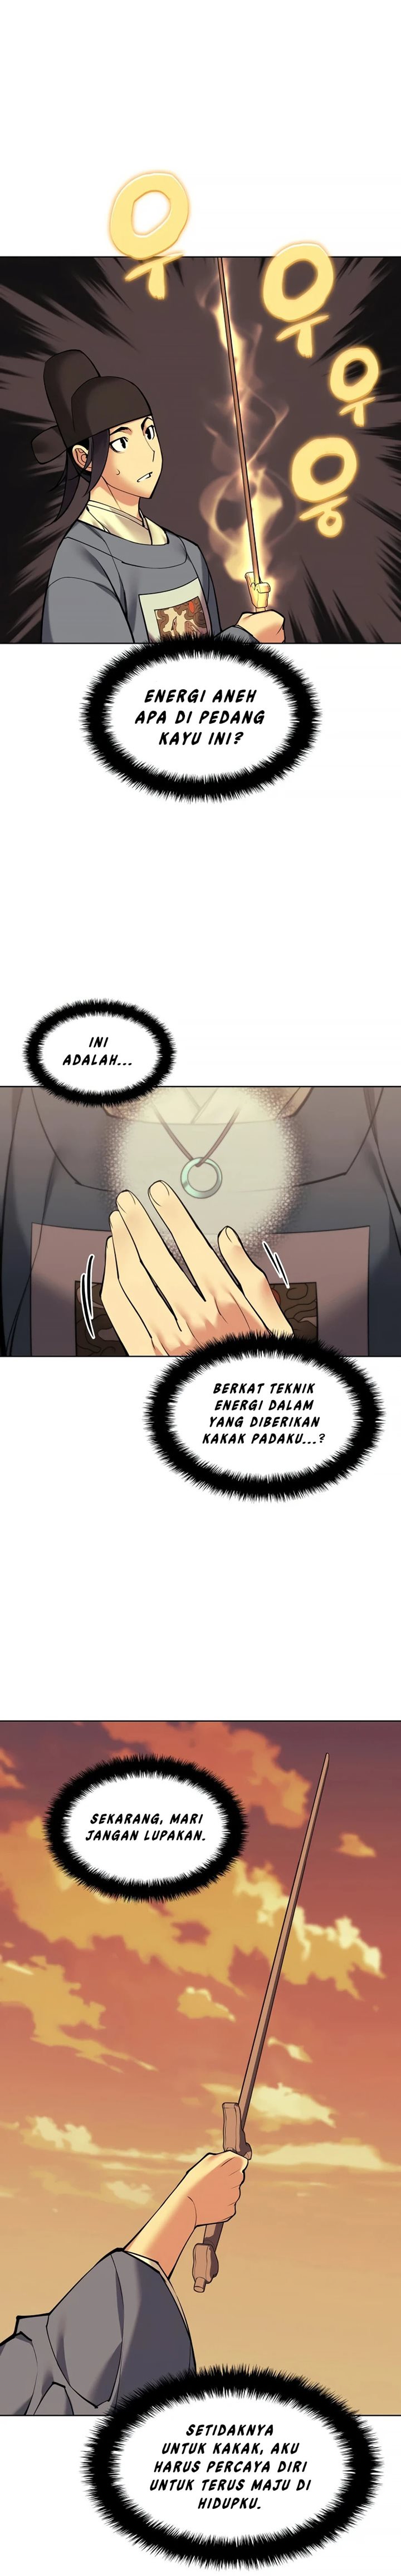 우
우
우
웅
ENERGI ANEH
APA DI PEDANG
KAYU INI?
INI
ADALAH...
BERKAT TEKNIK
ENERGI DALAM
YANG DIBERIKAN
KAKAK PADAKU...?
SEKARANG, MARI
JANGAN LUPAKAN.
SETIDAKNYA
UNTUK KAKAK, AKU
HARUS PERCAYA DIRI
UNTUK TERUS MAJU DI
HIDUPKU.